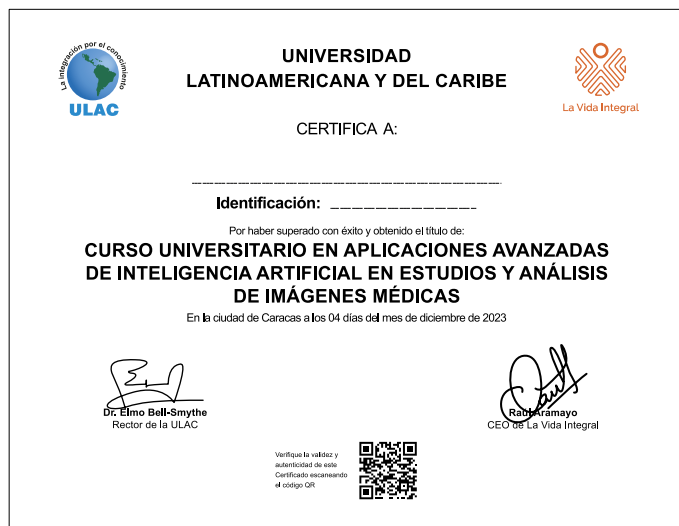 La integración por el conocimiento
ULAC
UNIVERSIDAD
LATINOAMERICANA Y DEL CARIBE
La Vida Integral
CERTIFICA A:
Identificación:
Por haber superado con éxito y obtenido el título de:
CURSO UNIVERSITARIO EN APLICACIONES AVANZADAS
DE INTELIGENCIA ARTIFICIAL EN ESTUDIOS Y ANÁLISIS
DE IMÁGENES MÉDICAS
En la ciudad de Caracas a los 04 días del mes de diciembre de 2023
Dr. Elmo Bell-Smythe
Rector de la ULAC
Raúl Aramayo
CEO de La Vida Integral
Verifique la validez y
autenticidad de este
Certificado escaneando
el código QR